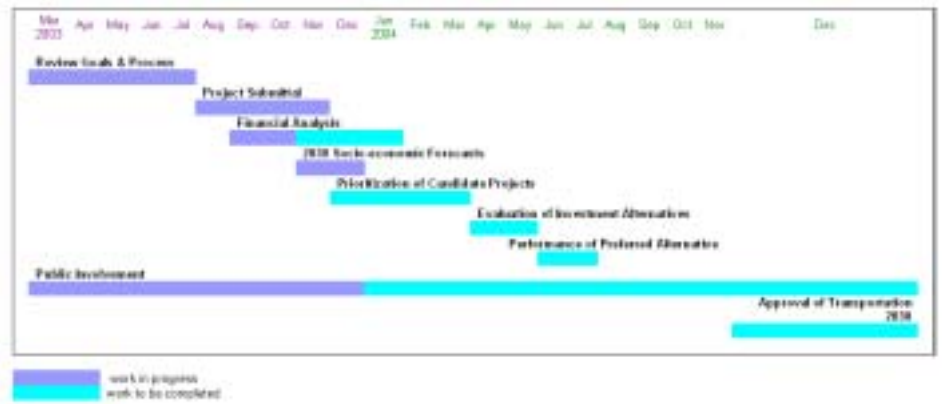 Mar Apr May Jun Jul Aug Sep Oct Nov Dec Jan Feb Mar Apr May Jun Jul Aug Sep Oct Nov Dec
2003 2004
Review Goals & Process
Project Submittal
Financial Analysis
2030 Socio-economic Forecasts
Prioritization of Candidate Projects
Evaluation of Investment Alternatives
Performance of Preferred Alternative
Public Involvement
Approval of Transportation
2030
work in progress
work to be completed